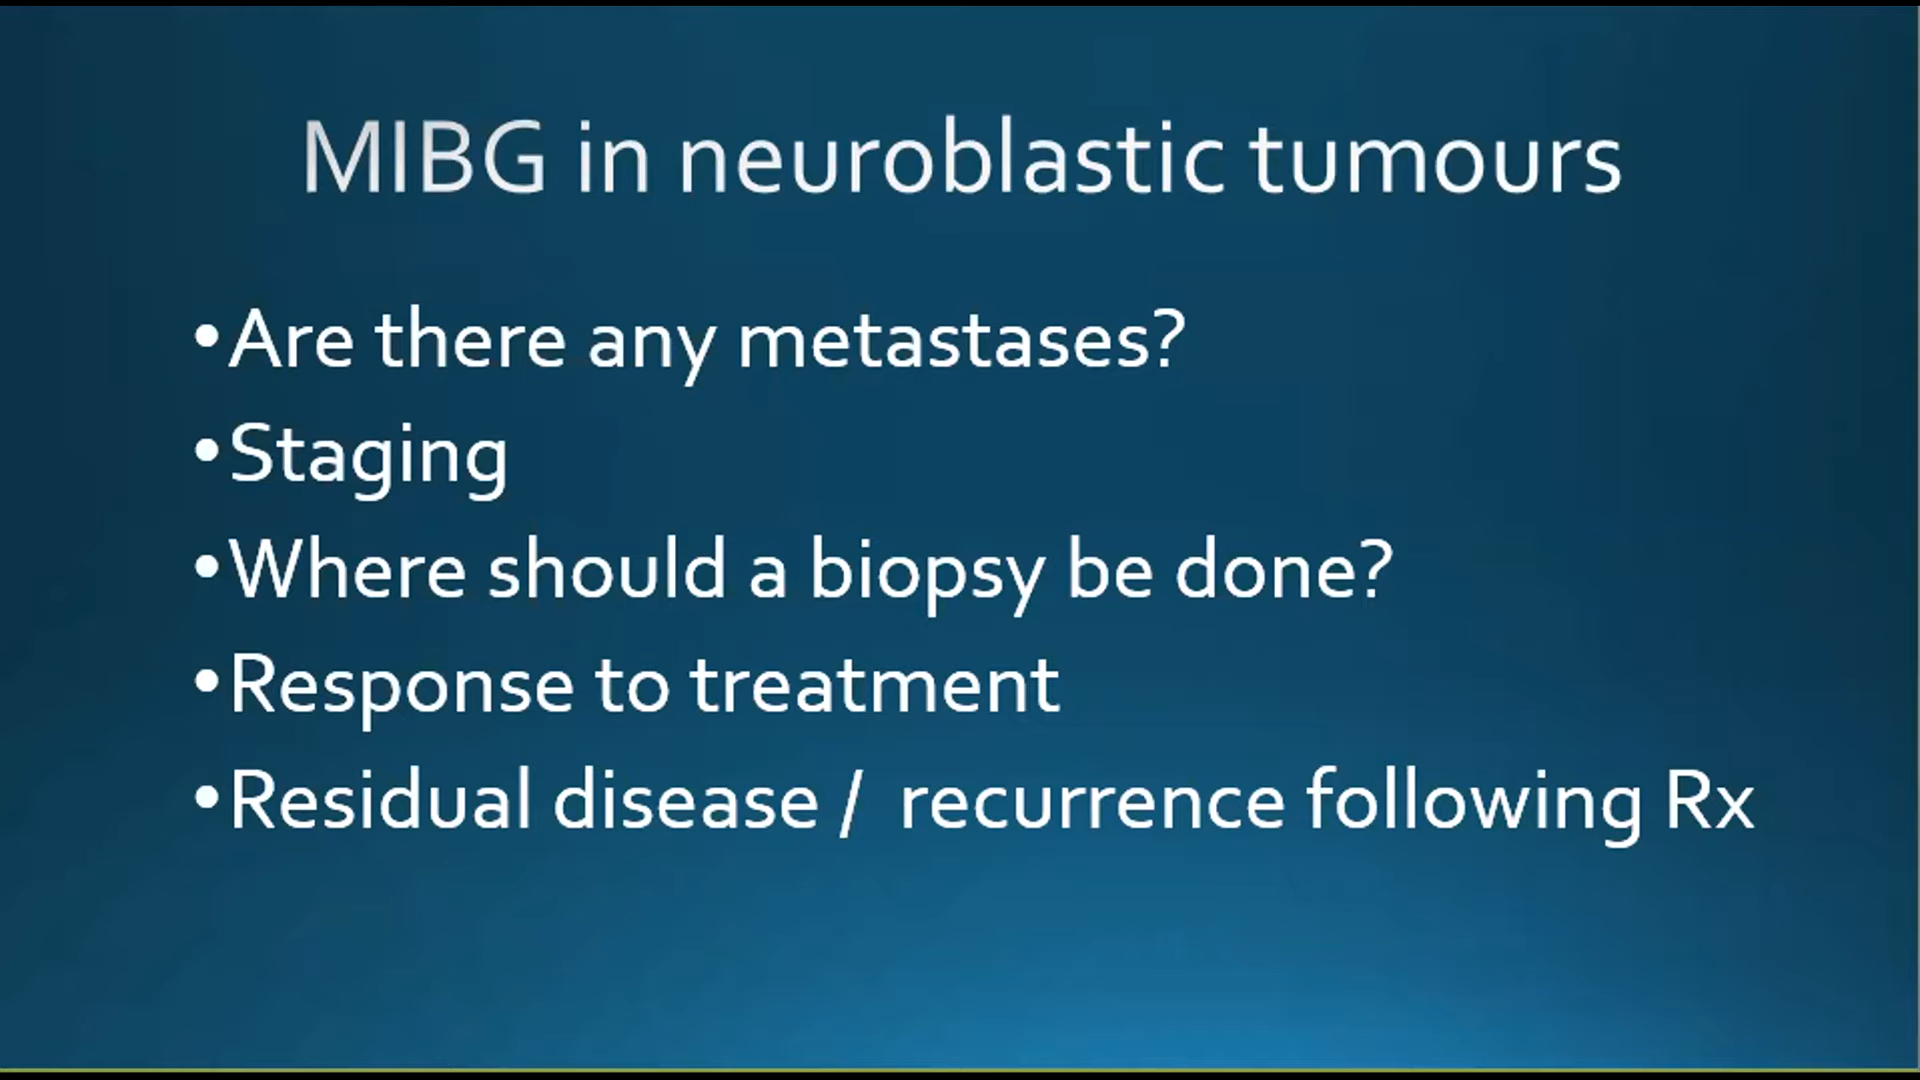 MIBG in neuroblastic tumours
•Are there any metastases?
•Staging
•Where should a biopsy be done?
•Response to treatment
•Residual disease / recurrence following Rx